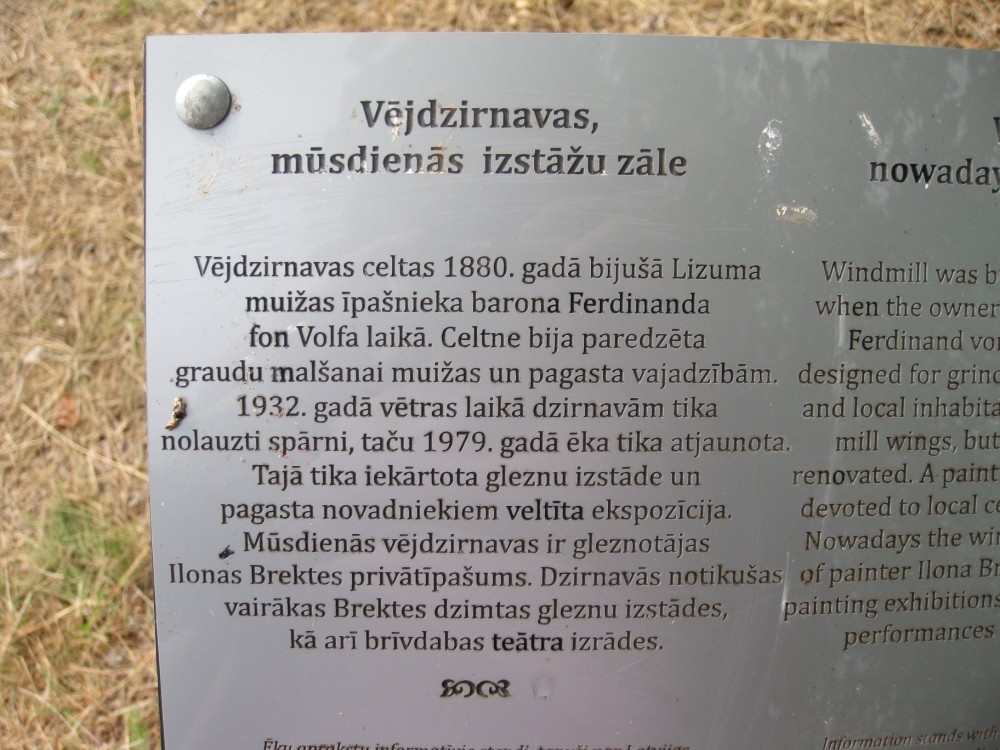 Vējdzirnavas,
mūsdienās izstāžu zāle
Vējdzirnavas celtas 1880. gadā bijušā Lizuma
muižas īpašnieka barona Ferdinanda
fon Volfa laikā. Celtne bija paredzēta
graudu malšanai muižas un pagasta vajadzībām.
1932. gadā vētras laikā dzirnavām tika
nolauzti spārni, taču 1979. gadā ēka tika atjaunota.
Tajā tika iekārtota gleznu izstāde un
pagasta novadniekiem veltīta ekspozīcija.
Mūsdienās vējdzirnavas ir gleznotājas
Ilonas Brektes privātīpašums. Dzirnavās notikušas
vairākas Brektes dzimtas gleznu izstādes,
kā arī brīvdabas teātra izrādes.
nowaday
Windmill was b
when the owner
Ferdinand vo
designed for grin
and local inhabita
mill wings, but
renovated. A paint
devoted to local c
Nowadays the wi
of painter Ilona Br
painting exhibitions
performances
Information stands with